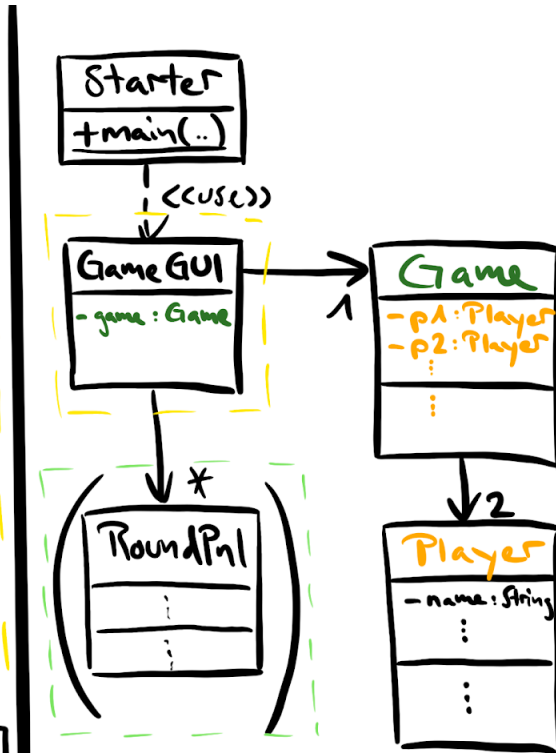 Starter
+main(..)
<<use>>
GameGUI
- game : Game
1
Game
- p1:Player
- p2:Player
*
RoundPnl
2
Player
- name:String